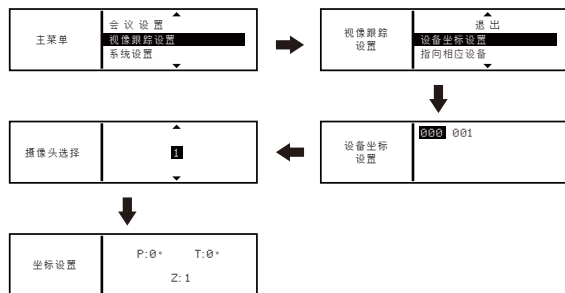 主菜单
会议设置
视像跟踪设置
系统设置
视像跟踪
设置
退出
设备坐标设置
指向相应设备
设备坐标
设置
000 001
摄像头选择
1
坐标设置
P:0° T:0°
Z:1